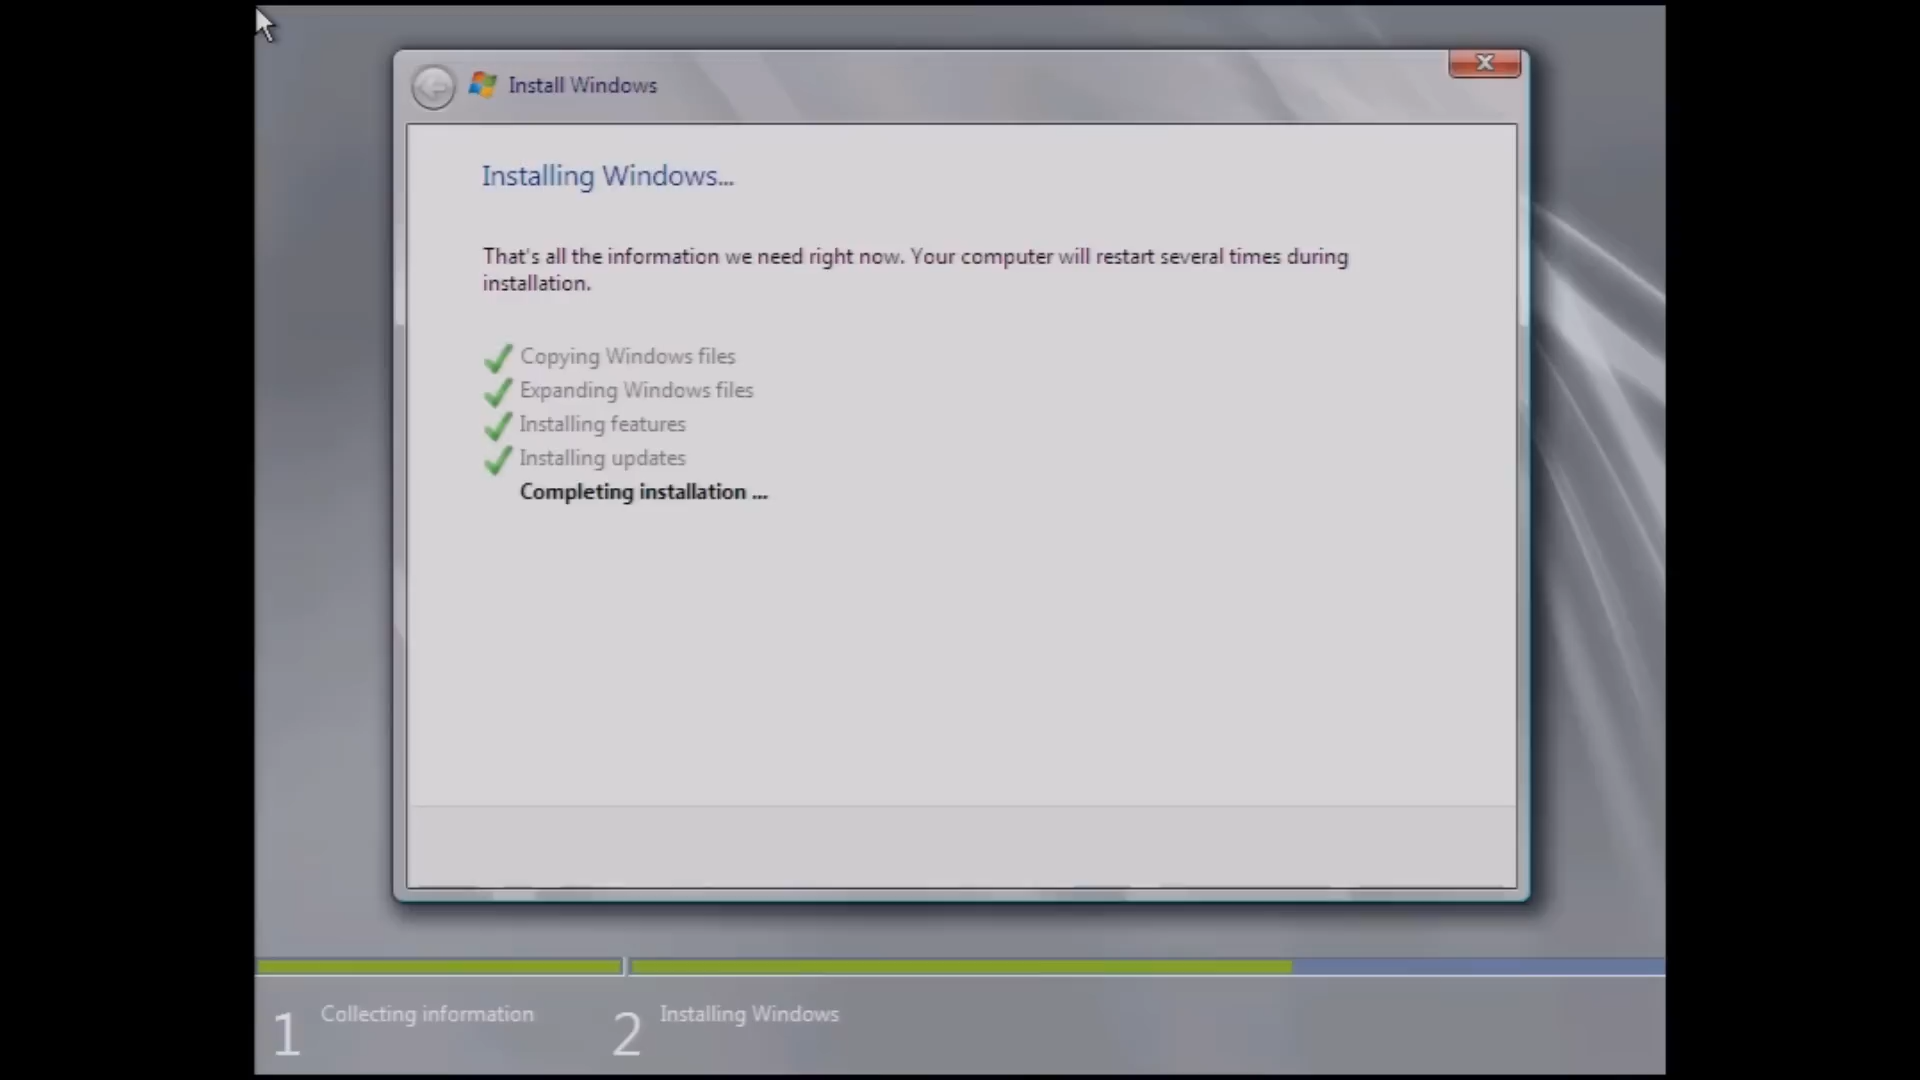 Install Windows
Installing Windows...
That's all the information we need right now. Your computer will restart several times during
installation.
Copying Windows files
Expanding Windows files
Installing features
Installing updates
Completing installation ...
1 Collecting information
2 Installing Windows